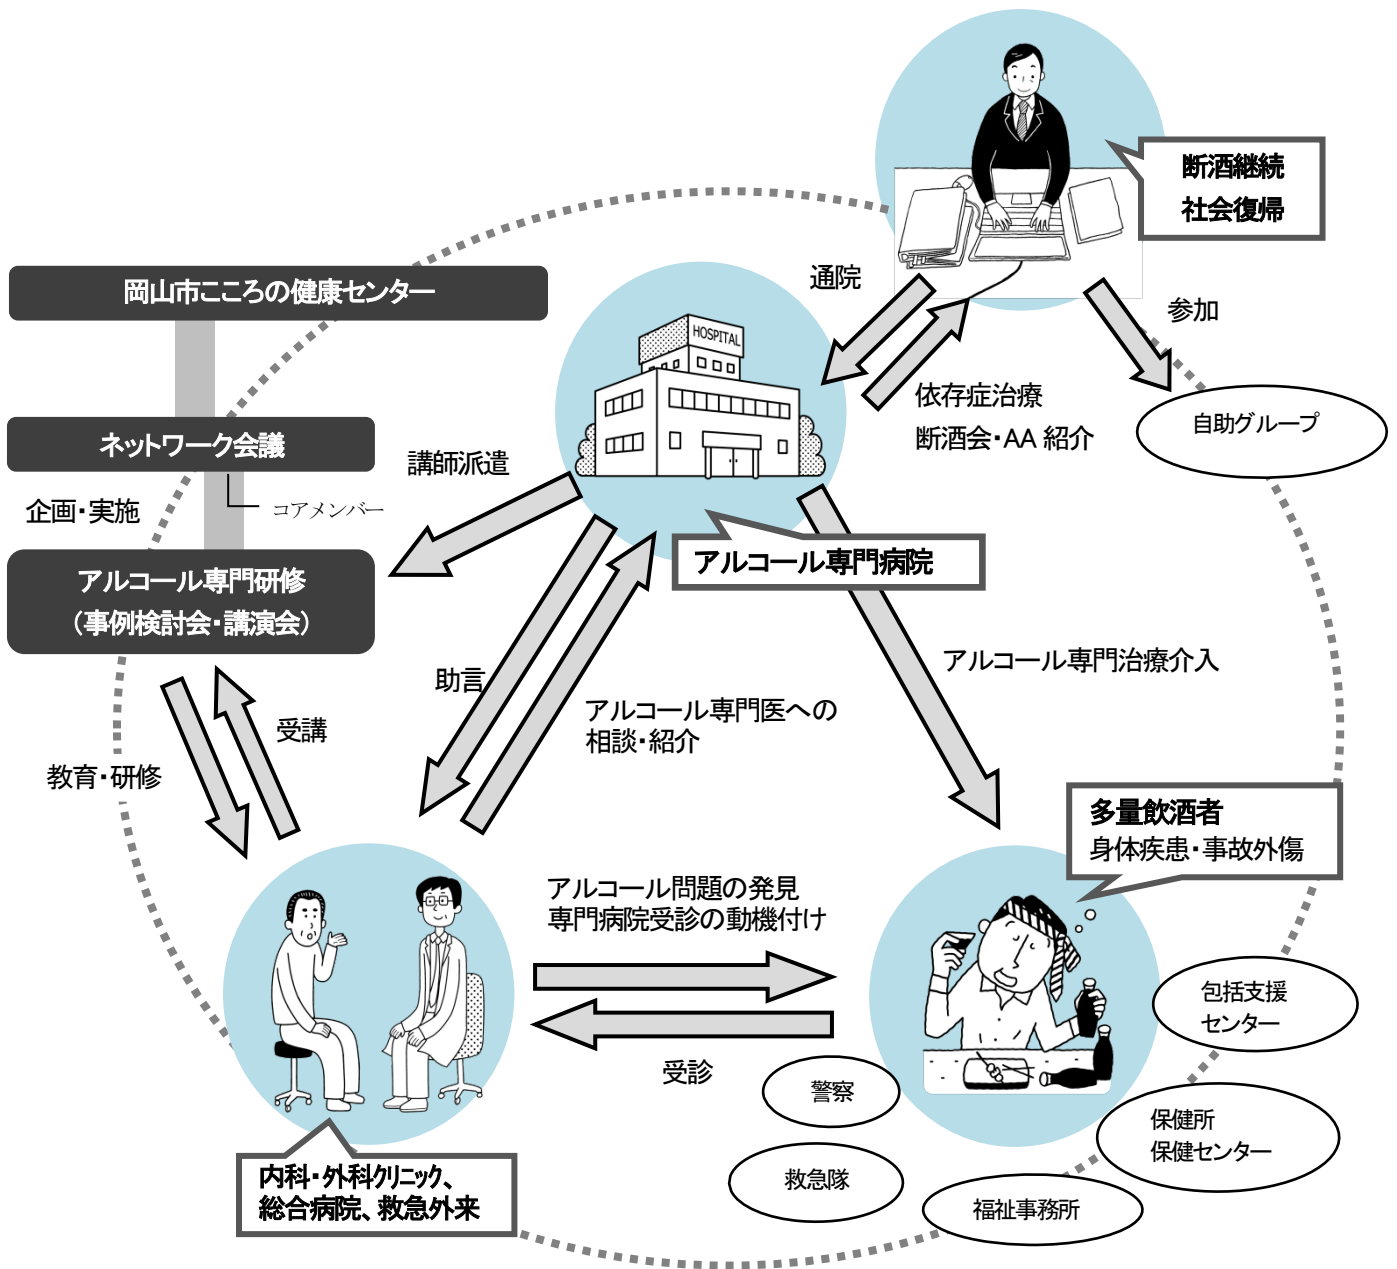 断酒継続
社会復帰
岡山市こころの健康センター
通院
参加
HOSPITAL
依存症治療
断酒会・AA 紹介
自助グループ
ネットワーク会議
講師派遣
企画・実施
コアメンバー
アルコール専門病院
アルコール専門研修
（事例検討会・講演会）
アルコール専門治療介入
助言
アルコール専門医への
相談・紹介
受講
教育・研修
多量飲酒者
身体疾患・事故外傷
アルコール問題の発見
専門病院受診の動機付け
受診
包括支援
センター
警察
保健所
保健センター
救急隊
福祉事務所
内科・外科クリニック、
総合病院、救急外来